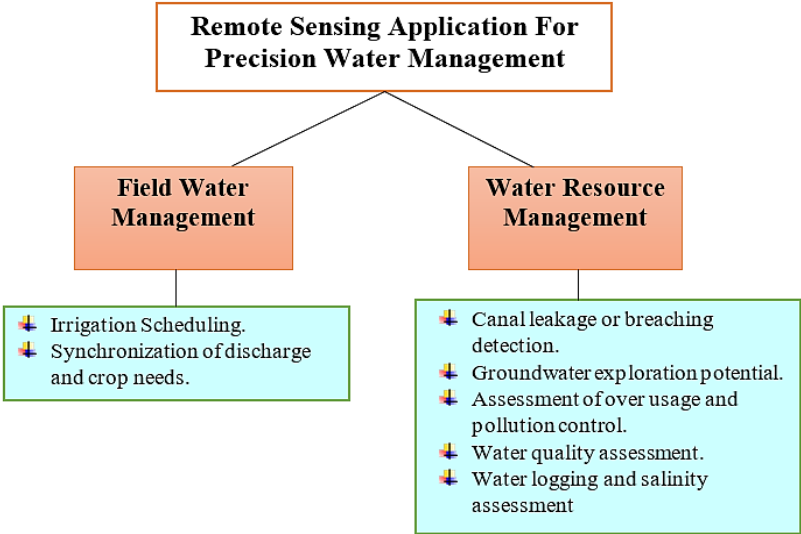 Remote Sensing Application For
Precision Water Management
Field Water
Management
Water Resource
Management
Irrigation Scheduling.
Synchronization of discharge
and crop needs.
Canal leakage or breaching
detection.
Groundwater exploration potential.
Assessment of over usage and
pollution control.
Water quality assessment.
Water logging and salinity
assessment